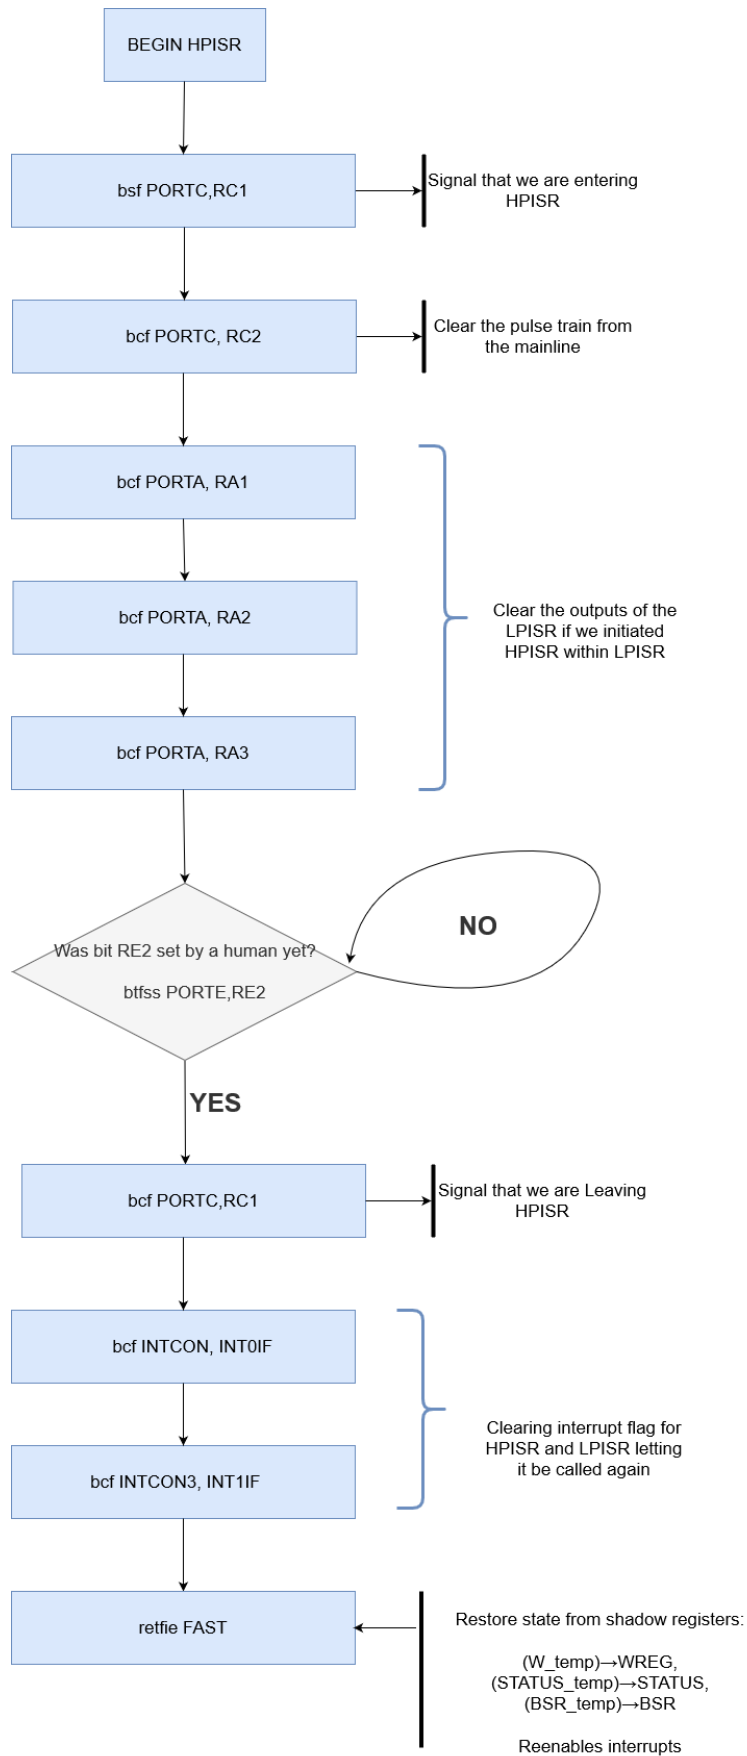 BEGIN HPISR
bsf PORTC,RC1
Signal that we are entering
HPISR
bcf PORTC, RC2
Clear the pulse train from
the mainline
bcf PORTA, RA1
bcf PORTA, RA2
Clear the outputs of the
LPISR if we initiated
HPISR within LPISR
bcf PORTA, RA3
Was bit RE2 set by a human yet?
btfss PORTE,RE2
NO
YES
bcf PORTC,RC1
Signal that we are Leaving
HPISR
bcf INTCON, INT0IF
Clearing interrupt flag for
HPISR and LPISR letting
it be called again
bcf INTCON3, INT1IF
retfie FAST
Restore state from shadow registers:
(W_temp)→WREG,
(STATUS_temp)→STATUS,
(BSR_temp)→BSR
Reenables interrupts